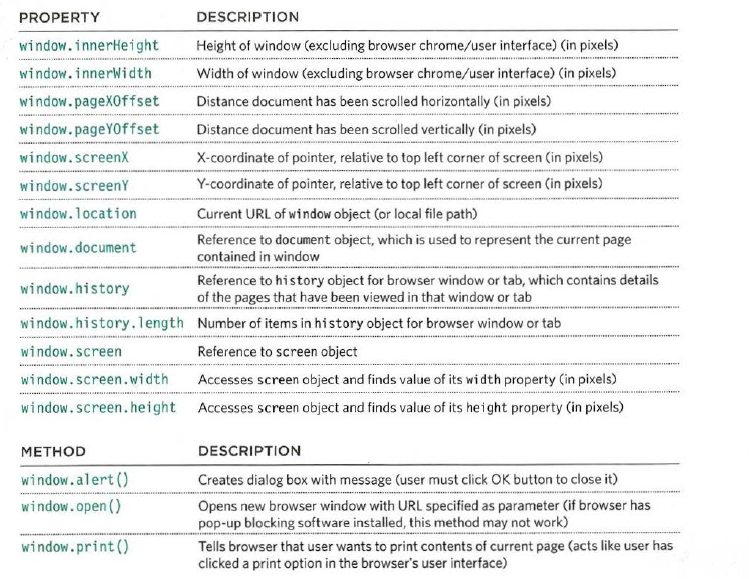 PROPERTY DESCRIPTION
window.innerHeight Height of window (excluding browser chrome/user interface) (in pixels)
window.innerWidth Width of window (excluding browser chrome/user interface) (in pixels)
window.pageXOffset Distance document has been scrolled horizontally (in pixels)
window.pageYOffset Distance document has been scrolled vertically (in pixels)
window.screenX X-coordinate of pointer, relative to top left corner of screen (in pixels)
window.screenY Y-coordinate of pointer, relative to top left corner of screen (in pixels)
window.location Current URL of window object (or local file path)
window.document Reference to document object, which is used to represent the current page
contained in window
window.history Reference to history object for browser window or tab, which contains details
of the pages that have been viewed in that window or tab
window.history.length Number of items in history object for browser window or tab
window.screen Reference to screen object
window.screen.width Accesses screen object and finds value of its width property (in pixels)
window.screen.height Accesses screen object and finds value of its height property (in pixels)
METHOD DESCRIPTION
window.alert() Creates dialog box with message (user must click OK button to close it)
window.open() Opens new browser window with URL specified as parameter (if browser has
pop-up blocking software installed, this method may not work)
window.print() Tells browser that user wants to print contents of current page (acts like user has
clicked a print option in the browser's user interface)